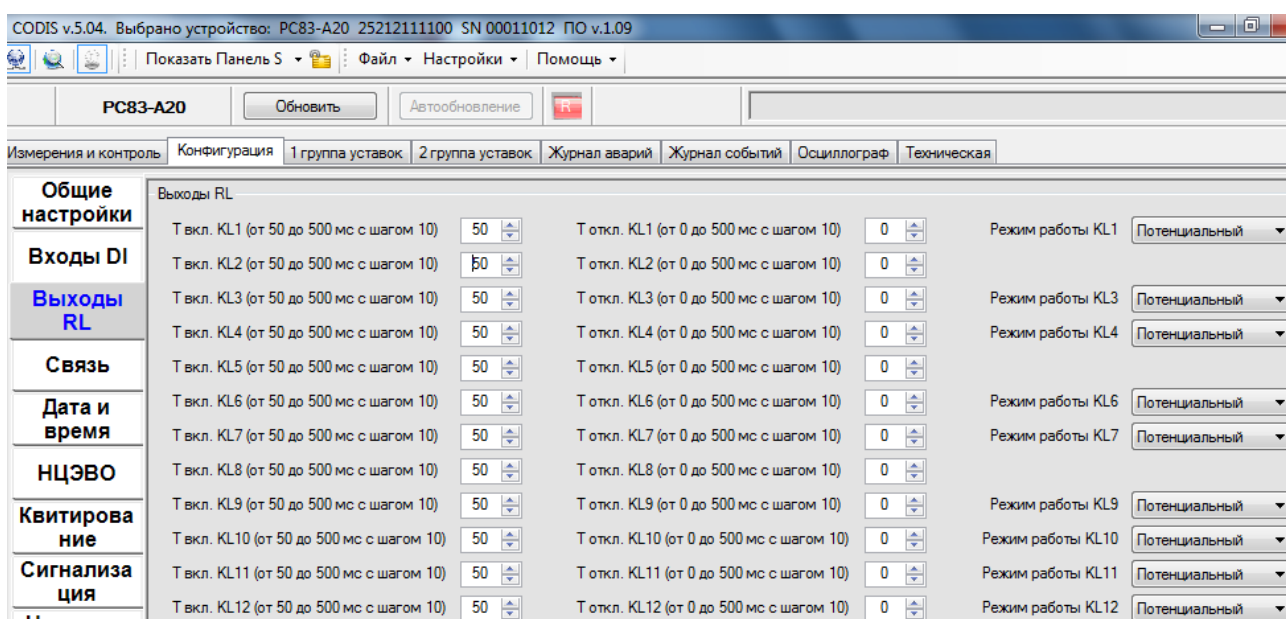 CODIS v.5.04. Выбрано устройство: РС83-А20 25212111100 SN 00011012 ПО v.1.09
Показать Панель S Файл Настройки Помощь
РС83-А20 Обновить Автообновление R
Измерения и контроль Конфигурация 1 группа уставок 2 группа уставок Журнал аварий Журнал событий Осциллограф Техническая
Общие
настройки
Входы DI
Выходы
RL
Связь
Дата и
время
НЦЭВО
Квитирова
ние
Сигнализа
ция
Выходы RL
Т вкл. KL1 (от 50 до 500 мс с шагом 10) 50 Т откл. KL1 (от 0 до 500 мс с шагом 10) 0 Режим работы KL1 Потенциальный
Т вкл. KL2 (от 50 до 500 мс с шагом 10) 50 Т откл. KL2 (от 0 до 500 мс с шагом 10) 0
Т вкл. KL3 (от 50 до 500 мс с шагом 10) 50 Т откл. KL3 (от 0 до 500 мс с шагом 10) 0 Режим работы KL3 Потенциальный
Т вкл. KL4 (от 50 до 500 мс с шагом 10) 50 Т откл. KL4 (от 0 до 500 мс с шагом 10) 0 Режим работы KL4 Потенциальный
Т вкл. KL5 (от 50 до 500 мс с шагом 10) 50 Т откл. KL5 (от 0 до 500 мс с шагом 10) 0
Т вкл. KL6 (от 50 до 500 мс с шагом 10) 50 Т откл. KL6 (от 0 до 500 мс с шагом 10) 0 Режим работы KL6 Потенциальный
Т вкл. KL7 (от 50 до 500 мс с шагом 10) 50 Т откл. KL7 (от 0 до 500 мс с шагом 10) 0 Режим работы KL7 Потенциальный
Т вкл. KL8 (от 50 до 500 мс с шагом 10) 50 Т откл. KL8 (от 0 до 500 мс с шагом 10) 0
Т вкл. KL9 (от 50 до 500 мс с шагом 10) 50 Т откл. KL9 (от 0 до 500 мс с шагом 10) 0 Режим работы KL9 Потенциальный
Т вкл. KL10 (от 50 до 500 мс с шагом 10) 50 Т откл. KL10 (от 0 до 500 мс с шагом 10) 0 Режим работы KL10 Потенциальный
Т вкл. KL11 (от 50 до 500 мс с шагом 10) 50 Т откл. KL11 (от 0 до 500 мс с шагом 10) 0 Режим работы KL11 Потенциальный
Т вкл. KL12 (от 50 до 500 мс с шагом 10) 50 Т откл. KL12 (от 0 до 500 мс с шагом 10) 0 Режим работы KL12 Потенциальный